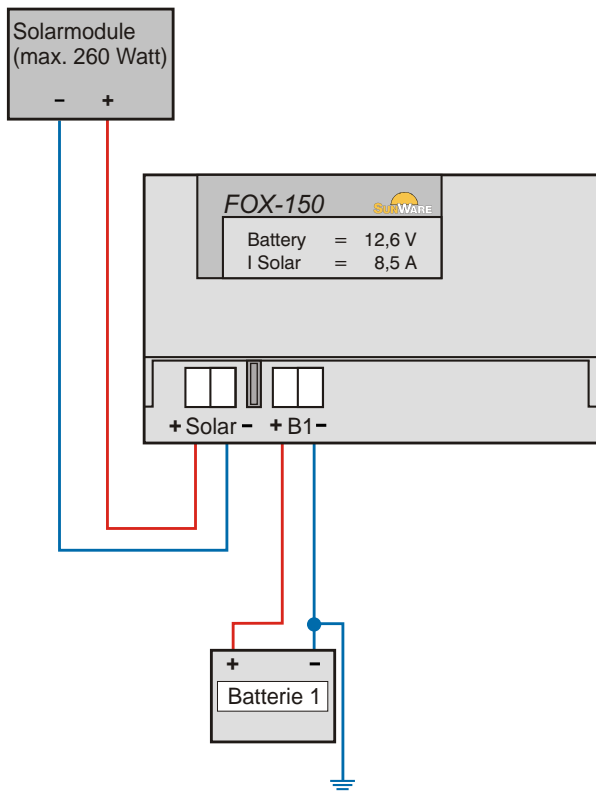 Solarmodule
(max. 260 Watt)
- +
FOX-150 SUNWARE
Battery = 12,6 V
I Solar = 8,5 A
+ Solar - + B1 -
+ -
Batterie 1